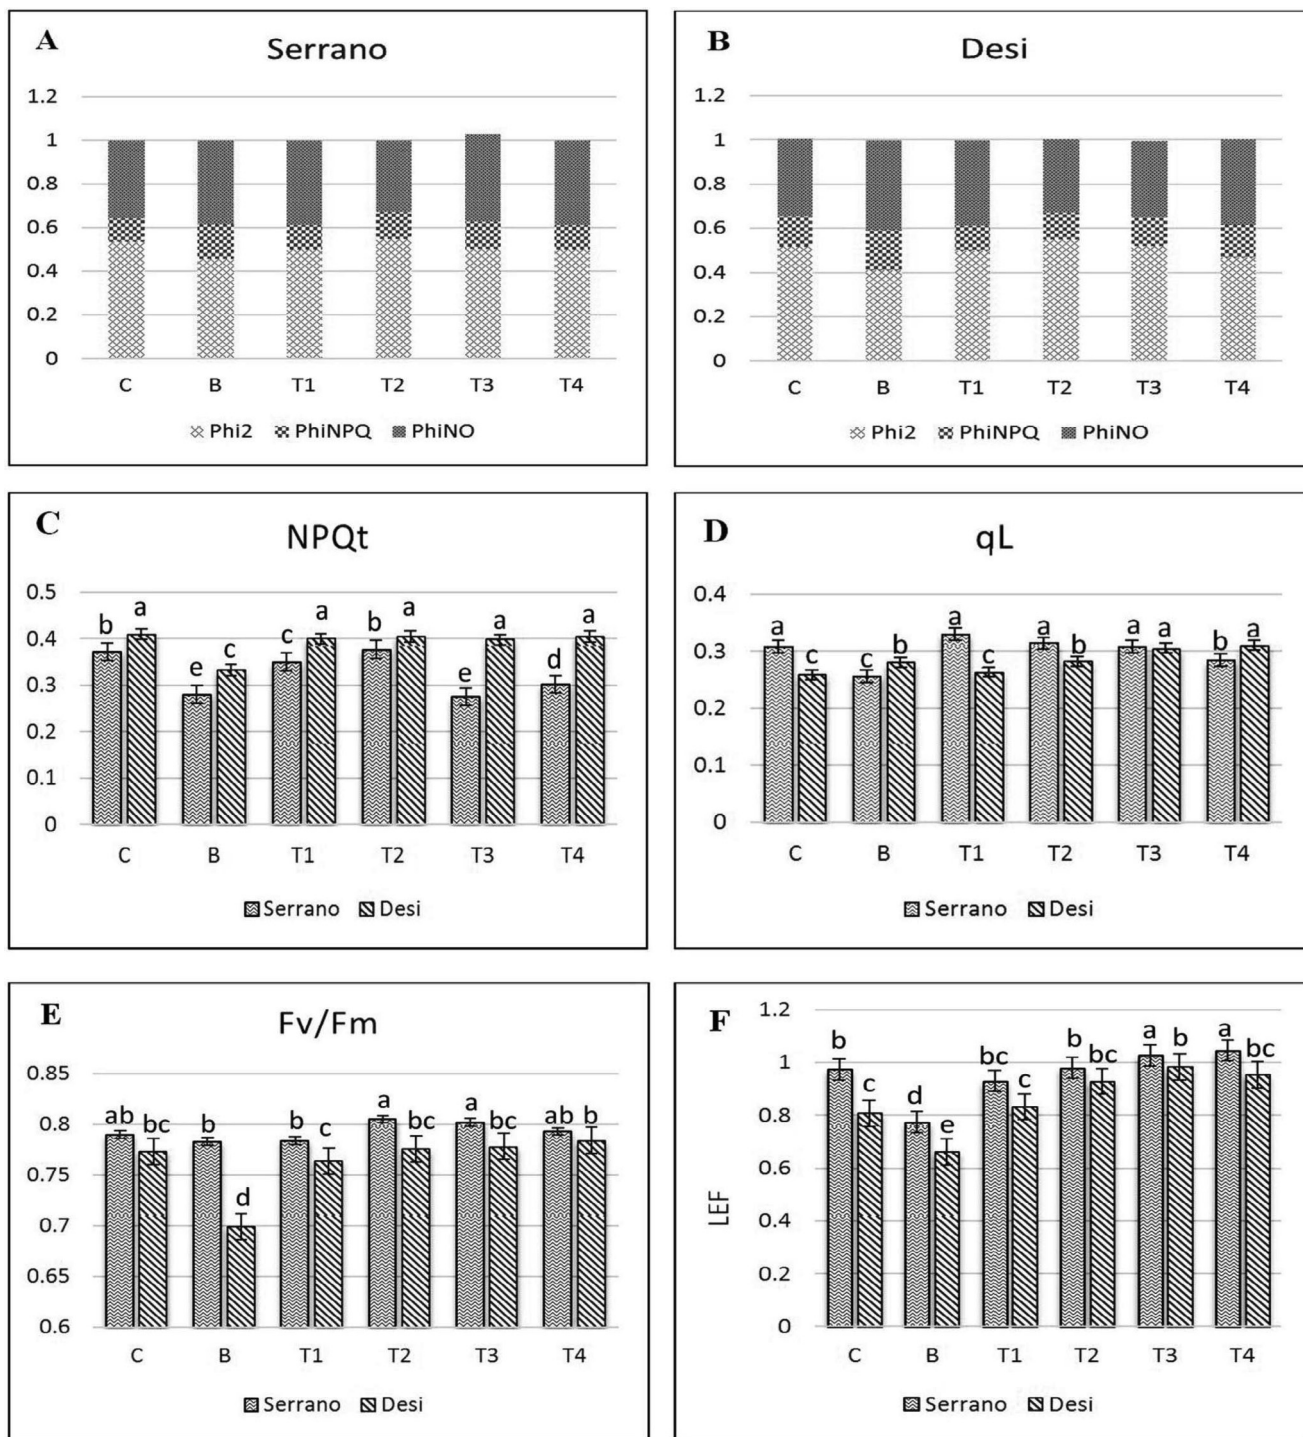 A
Serrano
1.2
1
0.8
0.6
0.4
0.2
0
C B T1 T2 T3 T4
Phi2 PhiNPQ PhiNO
B
Desi
1.2
1
0.8
0.6
0.4
0.2
0
C B T1 T2 T3 T4
Phi2 PhiNPQ PhiNO
C
NPQt
0.5
0.4
0.3
0.2
0.1
0
b a e c c a b a e a d a
C B T1 T2 T3 T4
Serrano Desi
D
qL
0.4
0.3
0.2
0.1
0
a c c b a c a b a a b a
C B T1 T2 T3 T4
Serrano Desi
E
Fv/Fm
0.85
0.8
0.75
0.7
0.65
0.6
ab bc b d b c a bc a bc ab b
C B T1 T2 T3 T4
Serrano Desi
F
LEF
1.2
1
0.8
0.6
0.4
0.2
0
b c d e bc c b bc a b a bc
C B T1 T2 T3 T4
Serrano Desi